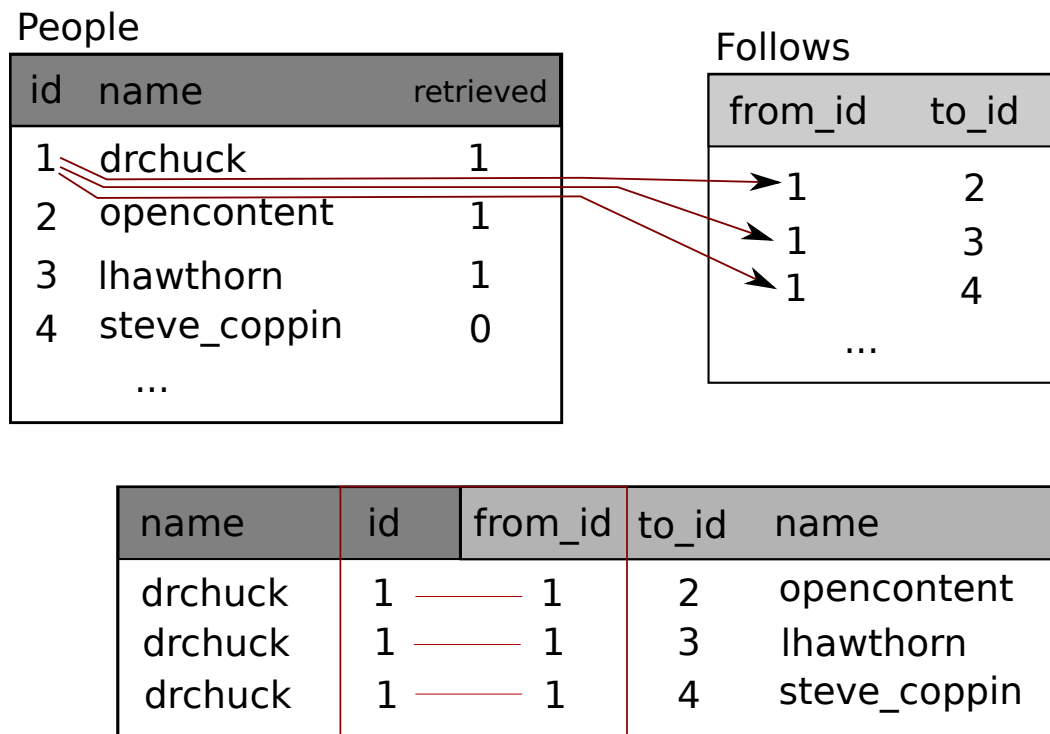 People
id name retrieved
1 drchuck 1
2 opencontent 1
3 lhawthorn 1
4 steve_coppin 0
...
Follows
from_id to_id
1 2
1 3
1 4
...
name id from_id to_id name
drchuck 1 1 2 opencontent
drchuck 1 1 3 lhawthorn
drchuck 1 1 4 steve_coppin